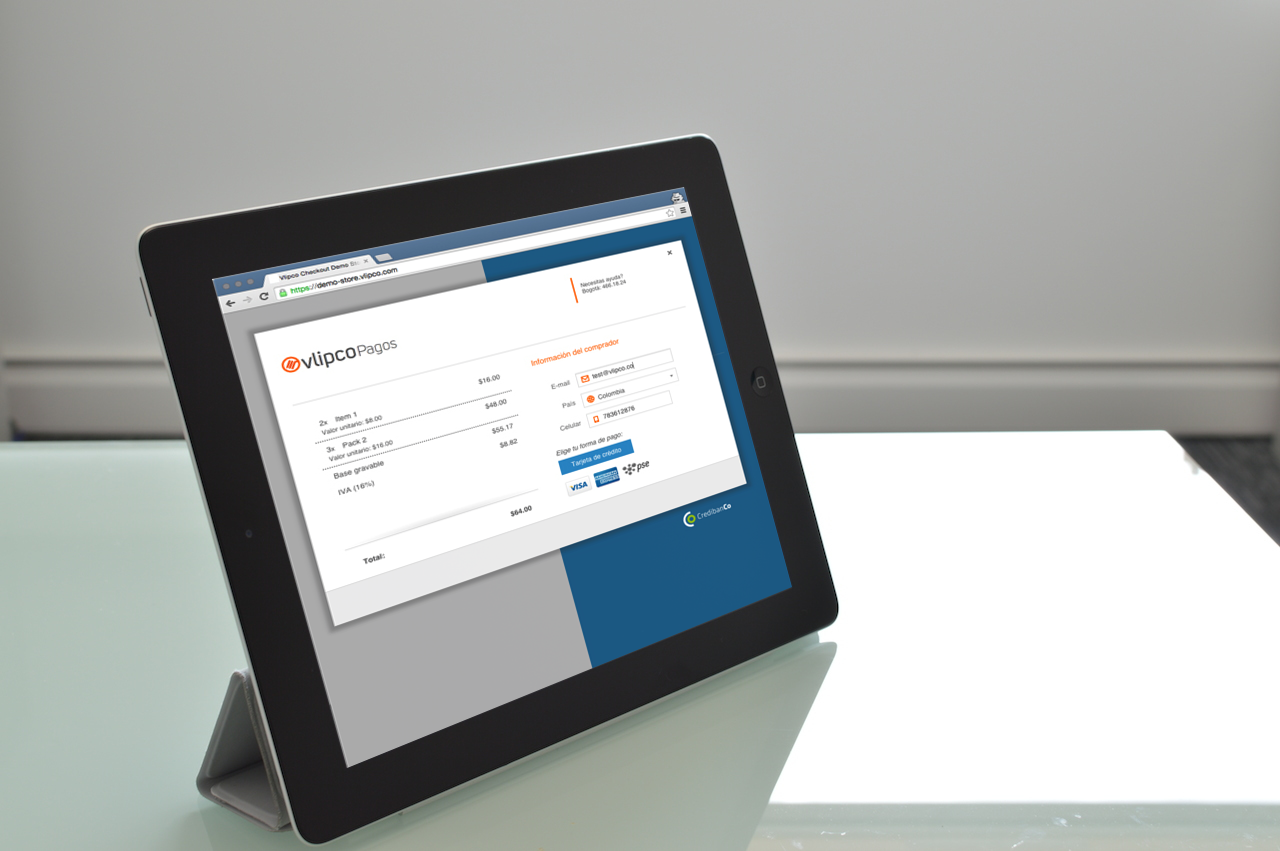 Vlipco Checkout Demo
https://demo-store.vlipco.com
Necesitas ayuda?
Bogotá: 466.18.24
vlipco Pagos
$16.00
2x Item 1
Valor unitario: $8.00
$48.00
3x Pack 2
Valor unitario: $16.00
$55.17
Base gravable
$8.82
IVA (16%)
$64.00
Total:
Información del comprador
E-mail test@vlipco.co
País Colombia
Celular 783612876
Elige tu forma de pago:
Tarjeta de crédito
VISA
pse
CredibanCo